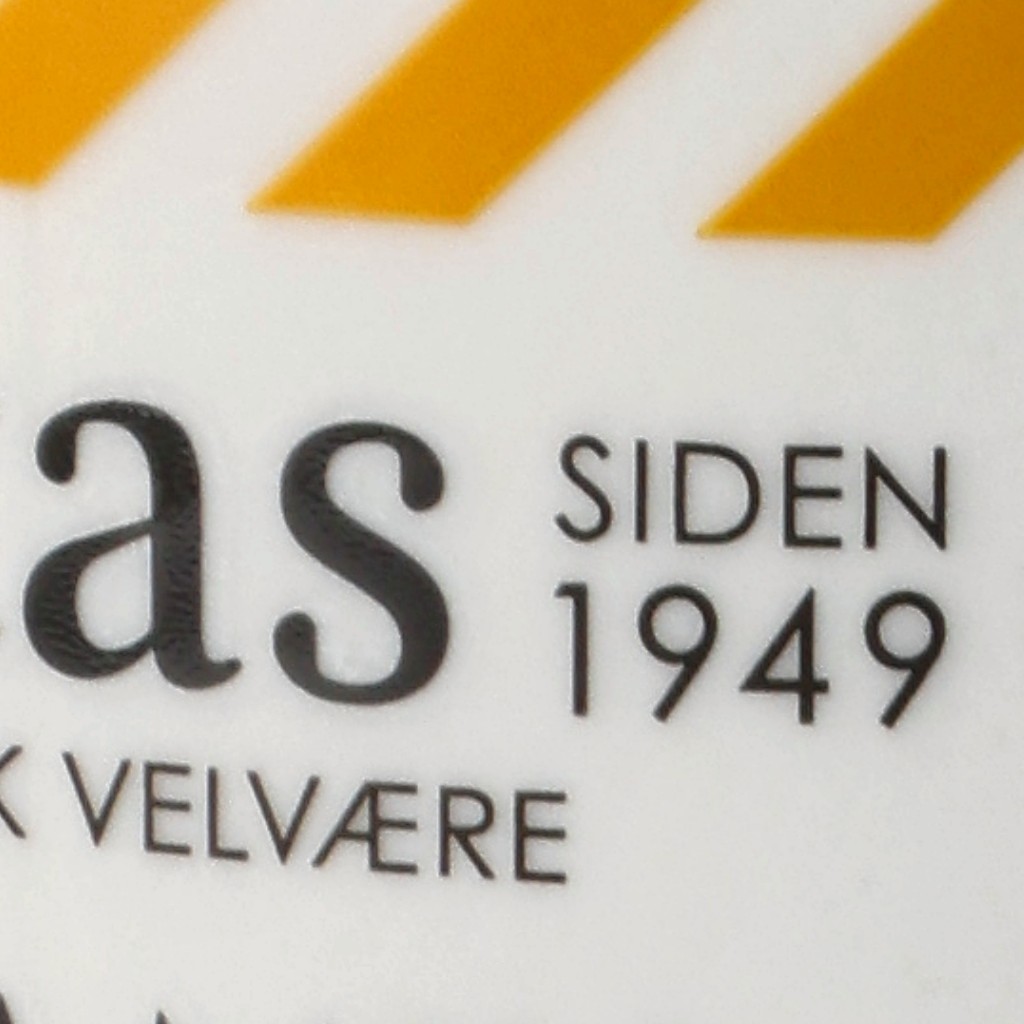 as SIDEN
1949
K VELVÆRE